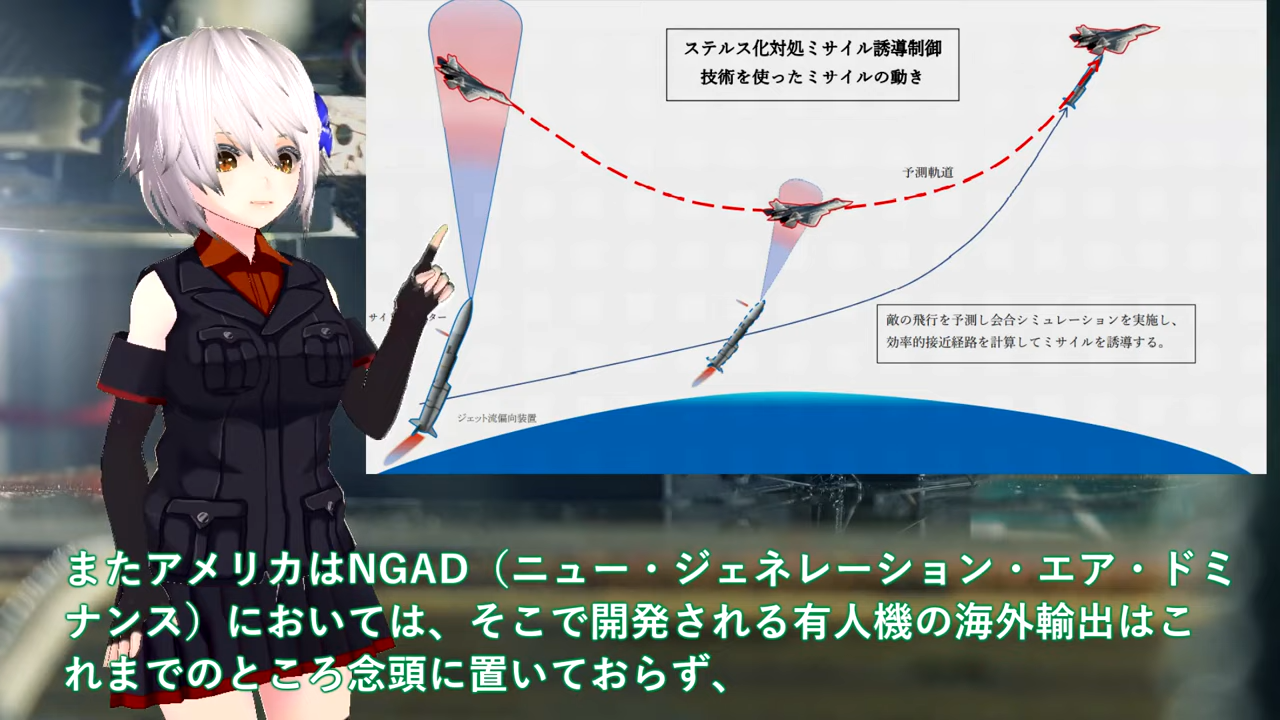 ステルス化対処ミサイル誘導制御
技術を使ったミサイルの動き
予測軌道
敵の飛行を予測し会合シミュレーションを実施し、
効率的接近経路を計算してミサイルを誘導する。
サイ
ター
ジェット流偏向装置
またアメリカはNGAD（ニュー・ジェネレーション・エア・ドミ
ナンス）においては、そこで開発される有人機の海外輸出はこ
れまでのところ念頭に置いておらず、